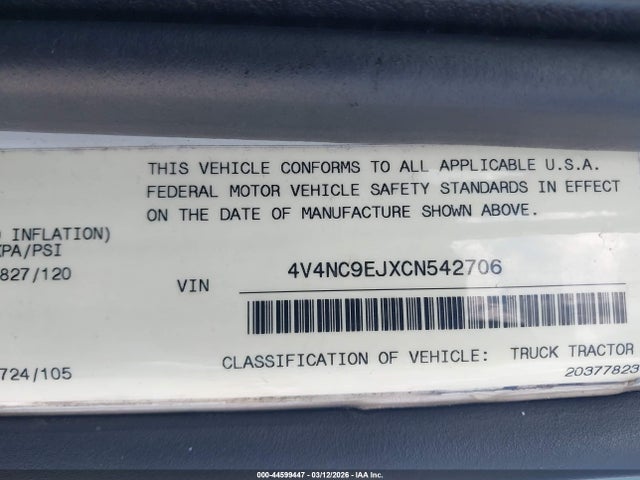 THIS VEHICLE CONFORMS TO ALL APPLICABLE U.S.A.
FEDERAL MOTOR VEHICLE SAFETY STANDARDS IN EFFECT
ON THE DATE OF MANUFACTURE SHOWN ABOVE.
INFLATION)
KPA/PSI
827/120
VIN 4V4NC9EJXCN542706
724/105
CLASSIFICATION OF VEHICLE: TRUCK TRACTOR
20377823
000-44599447 - 03/12/2026 - IAA Inc.